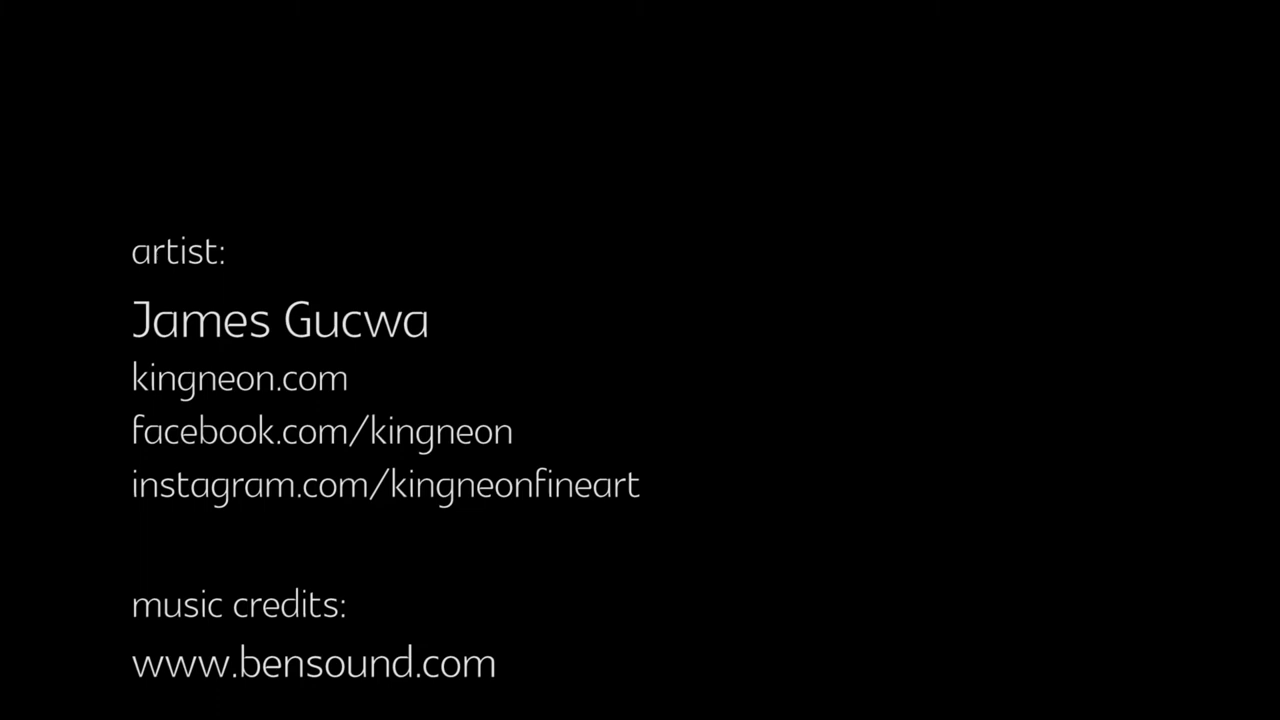 artist:
James Gucwa
kingneon.com
facebook.com/kingneon
instagram.com/kingneonfineart
music credits:
www.bensound.com